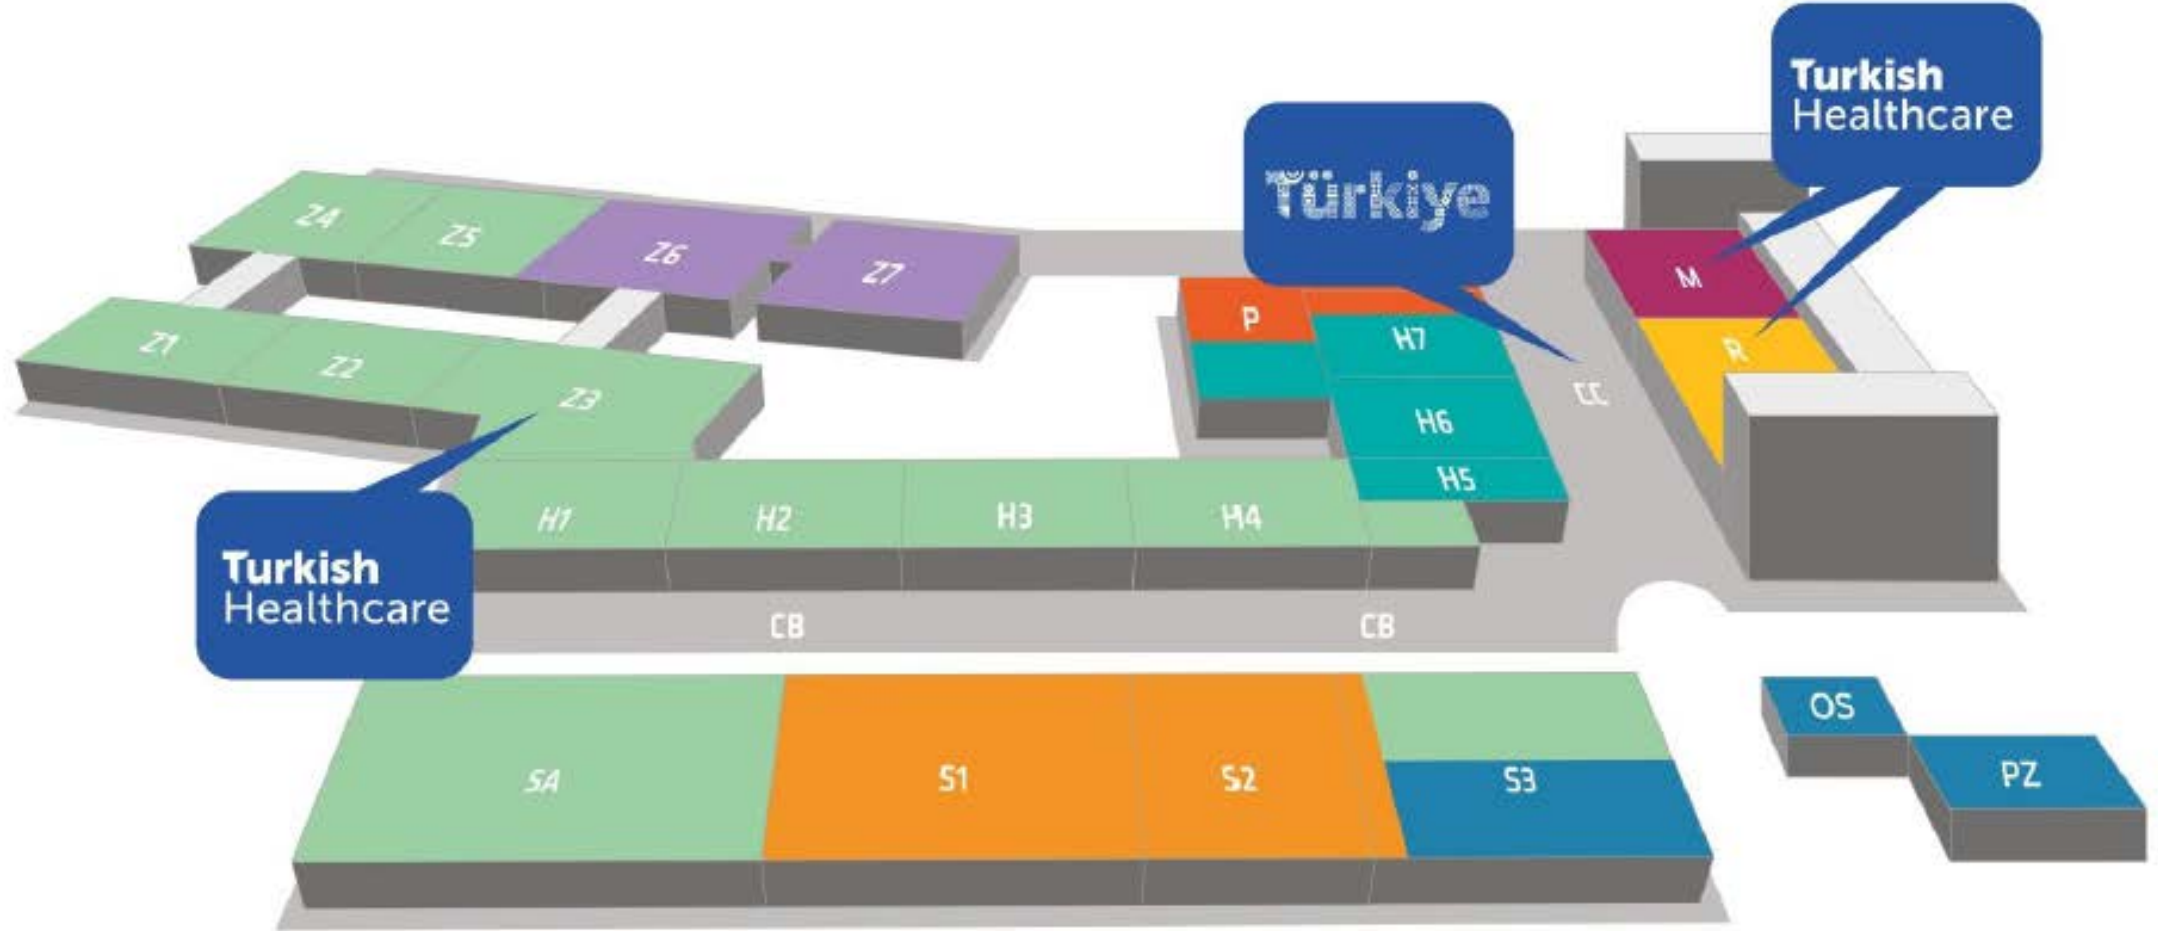 Turkish
Healthcare
Türkiye
Z4
Z5
Z6
Z7
M
P
H7
R
Z1
Z2
Z3
CC
H6
H5
H1
H2
H3
H4
Turkish
Healthcare
CB
CB
OS
SA
S1
S2
S3
PZ